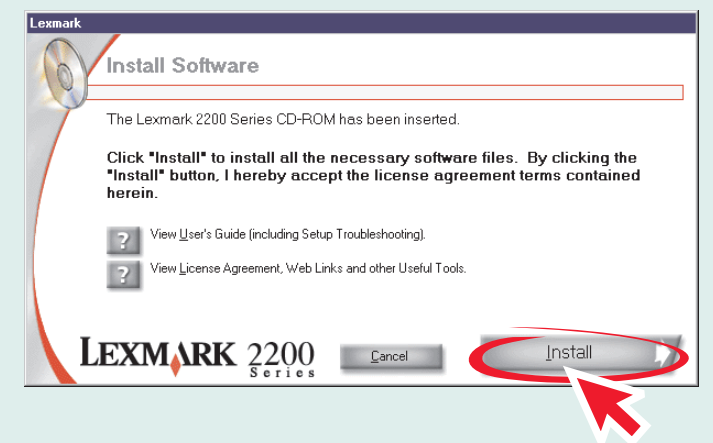 Lexmark
Install Software
The Lexmark 2200 Series CD-ROM has been inserted.
Click "Install" to install all the necessary software files. By clicking the
"Install" button, I hereby accept the license agreement terms contained
herein.
? View User's Guide (including Setup Troubleshooting).
? View License Agreement, Web Links and other Useful Tools.
LEXMARK 2200
Series
Cancel
Install